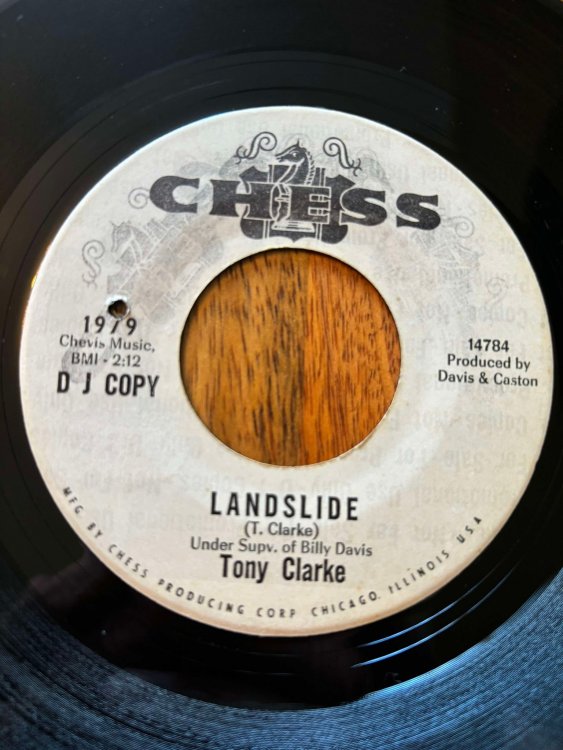 CHESS
1979
Chevis Music,
BMI - 2:12
D J COPY
14784
Produced by
Davis & Caston
LANDSLIDE
(T. Clarke)
Under Supv. of Billy Davis
Tony Clarke
MFG. BY CHESS PRODUCING CORP. CHICAGO, ILLINOIS U.S.A.